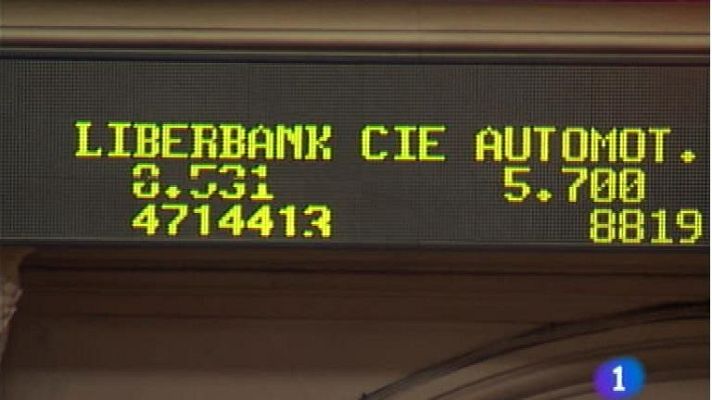 LIBERBANK CIE AUTOMOT.
0.531 5.700
4714413 8819
1